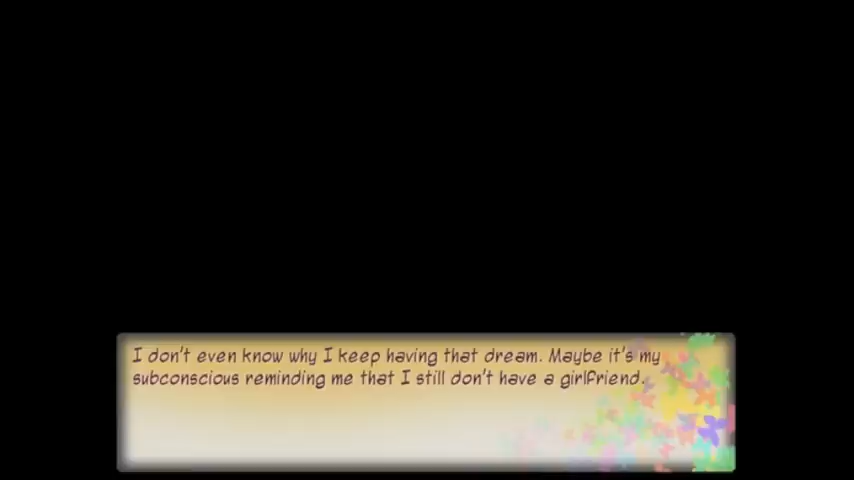 I don't even know why I keep having that dream. Maybe it's my
subconscious reminding me that I still don't have a girlfriend.